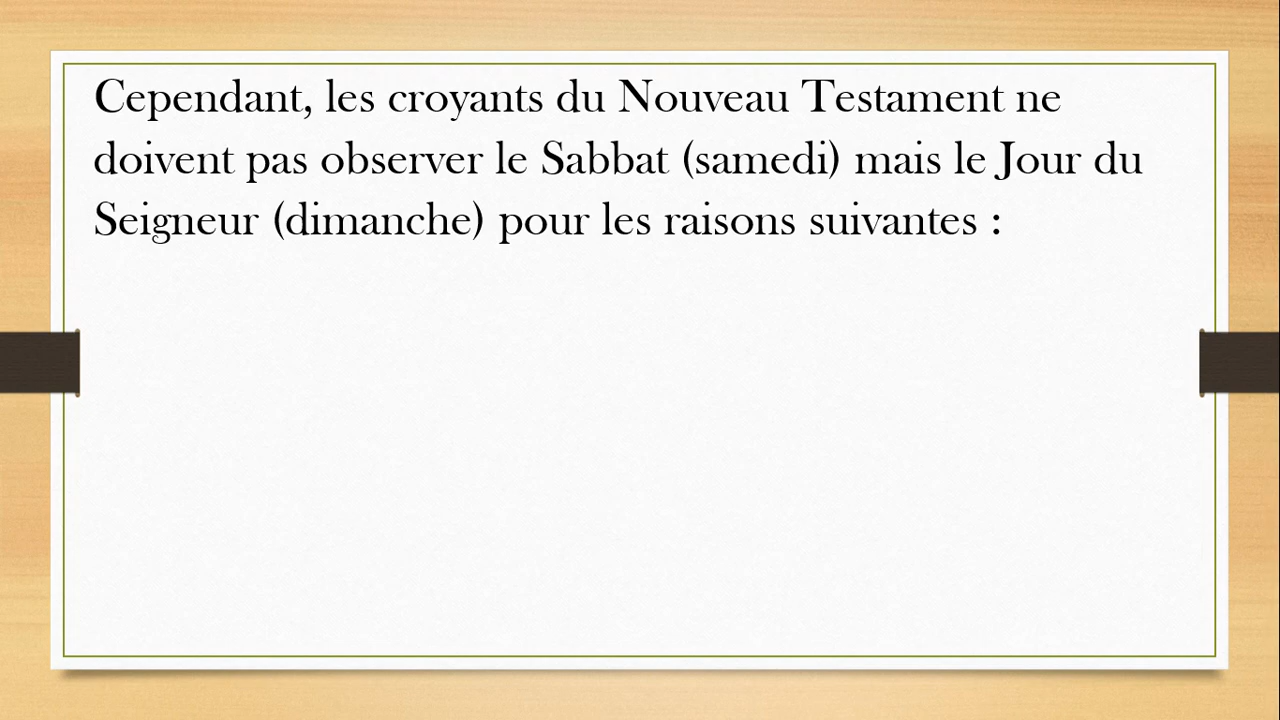 Cependant, les croyants du Nouveau Testament ne
doivent pas observer le Sabbat (samedi) mais le Jour du
Seigneur (dimanche) pour les raisons suivantes :